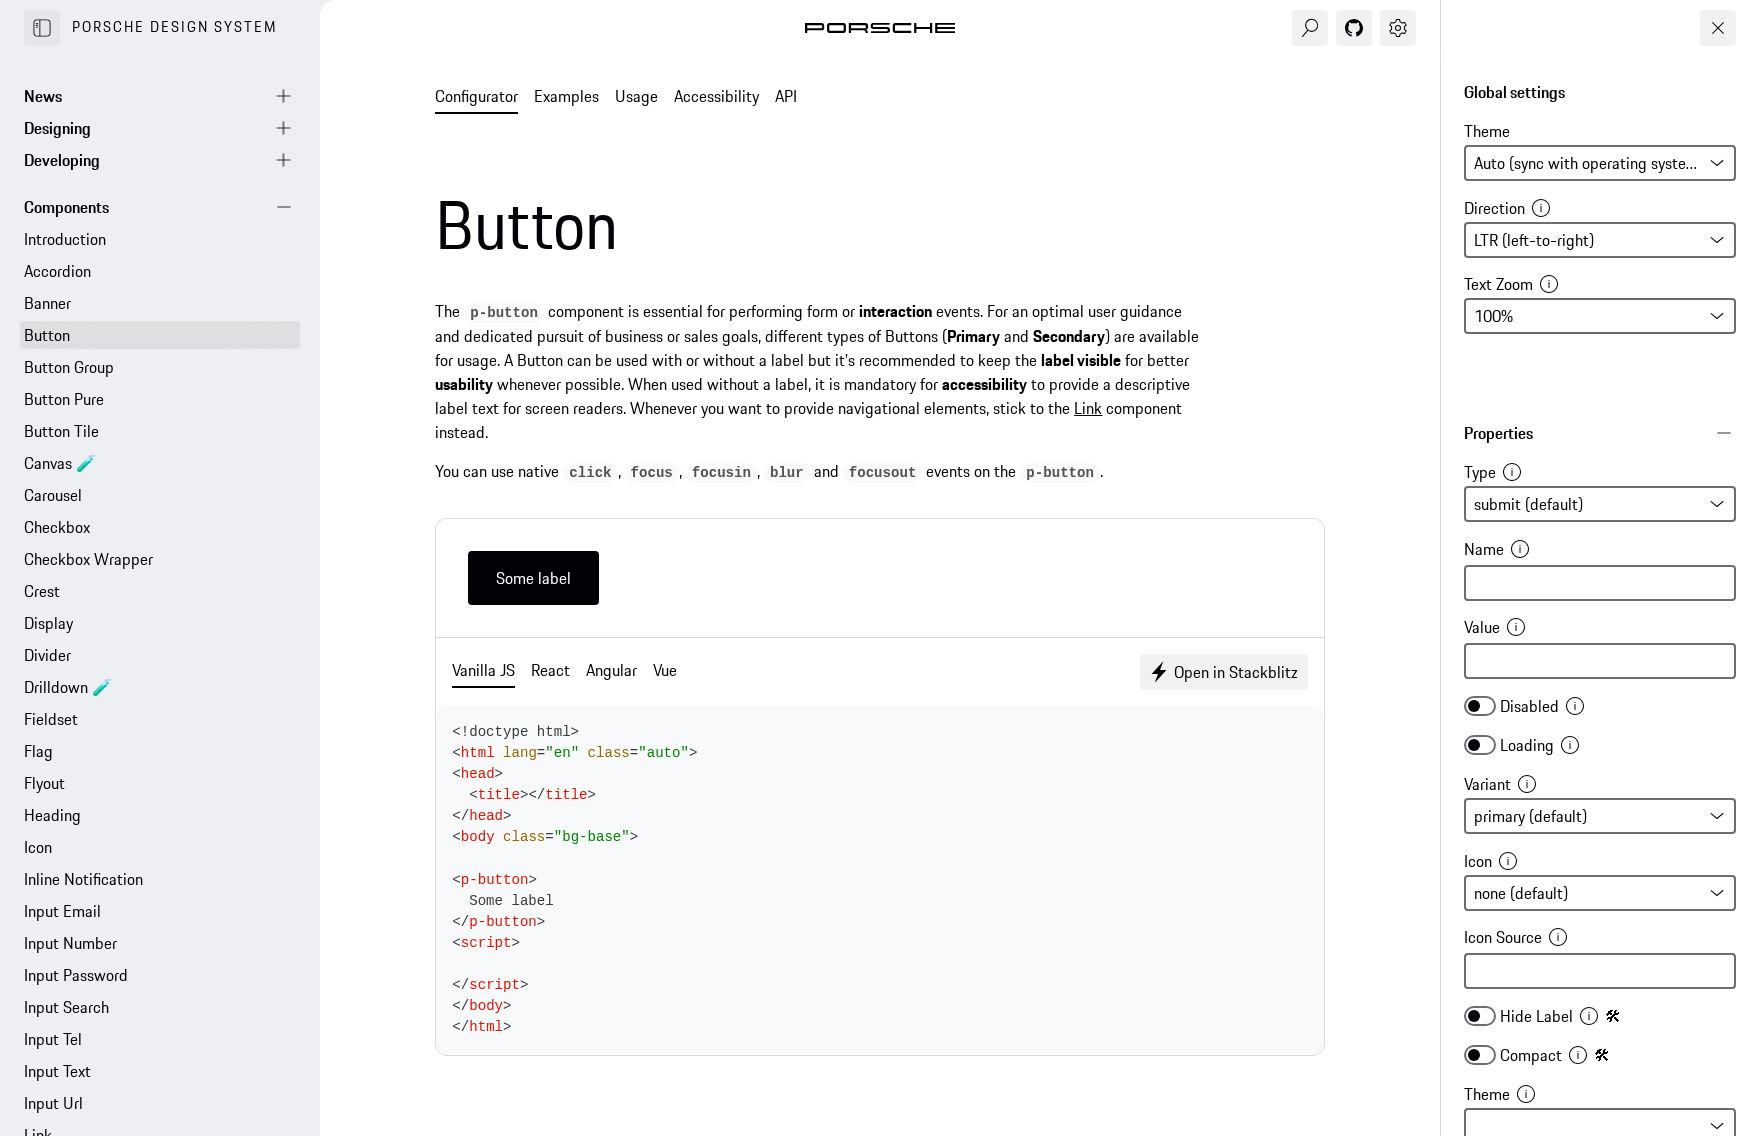 PORSCHE DESIGN SYSTEM
News
Designing
Developing
Components
Introduction
Accordion
Banner
Button
Button Group
Button Pure
Button Tile
Canvas 🧪
Carousel
Checkbox
Checkbox Wrapper
Crest
Display
Divider
Drilldown 🧪
Fieldset
Flag
Flyout
Heading
Icon
Inline Notification
Input Email
Input Number
Input Password
Input Search
Input Tel
Input Text
Input Url
Link
PORSCHE
Configurator Examples Usage Accessibility API
Button
The p-button component is essential for performing form or interaction events. For an optimal user guidance
and dedicated pursuit of business or sales goals, different types of Buttons (Primary and Secondary) are available
for usage. A Button can be used with or without a label but it's recommended to keep the label visible for better
usability whenever possible. When used without a label, it is mandatory for accessibility to provide a descriptive
label text for screen readers. Whenever you want to provide navigational elements, stick to the Link component
instead.
You can use native click, focus, focusin, blur and focusout events on the p-button.
Some label
Vanilla JS React Angular Vue
Open in Stackblitz
<!doctype html>
<html lang="en" class="auto">
<head>
  <title></title>
</head>
<body class="bg-base">
<p-button>
  Some label
</p-button>
<script>
</script>
</body>
</html>
Global settings
Theme
Auto (sync with operating syste...
Direction
LTR (left-to-right)
Text Zoom
100%
Properties
Type
submit (default)
Name
Value
Disabled
Loading
Variant
primary (default)
Icon
none (default)
Icon Source
Hide Label 🛠
Compact 🛠
Theme